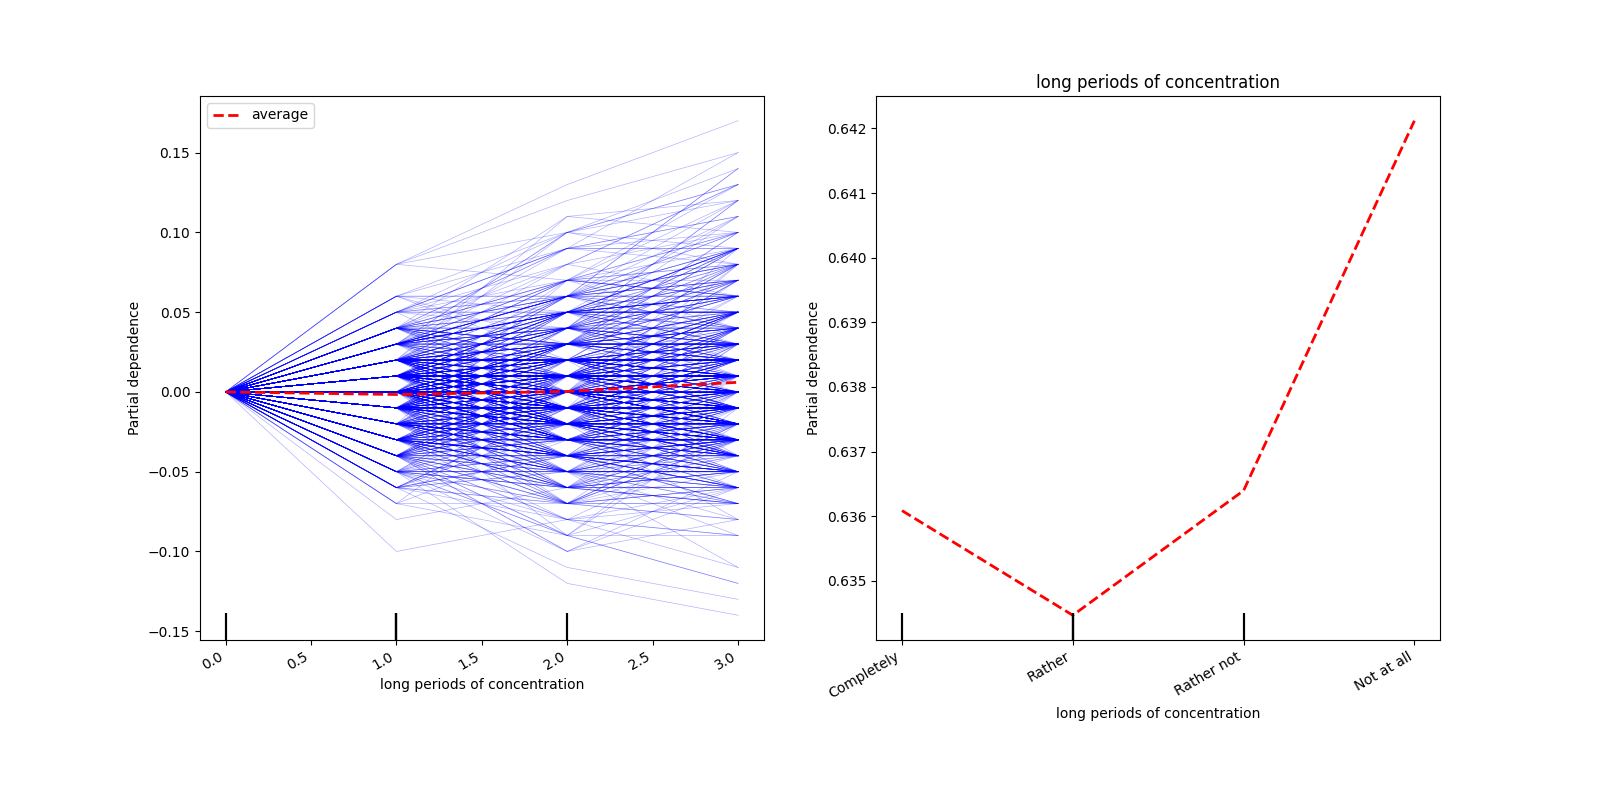 average
Partial dependence
0.15
0.10
0.05
0.00
−0.05
−0.10
−0.15
0.0
0.5
1.0
1.5
2.0
2.5
3.0
long periods of concentration
long periods of concentration
Partial dependence
0.642
0.641
0.640
0.639
0.638
0.637
0.636
0.635
Completely
Rather
Rather not
Not at all
long periods of concentration